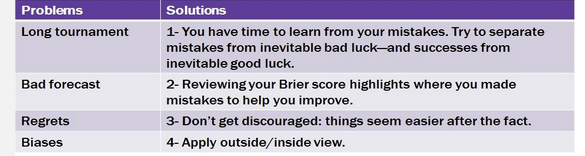 Problems Solutions
Long tournament 1- You have time to learn from your mistakes. Try to separate
mistakes from inevitable bad luck—and successes from
inevitable good luck.
Bad forecast 2- Reviewing your Brier score highlights where you made
mistakes to help you improve.
Regrets 3- Don't get discouraged: things seem easier after the fact.
Biases 4- Apply outside/inside view.